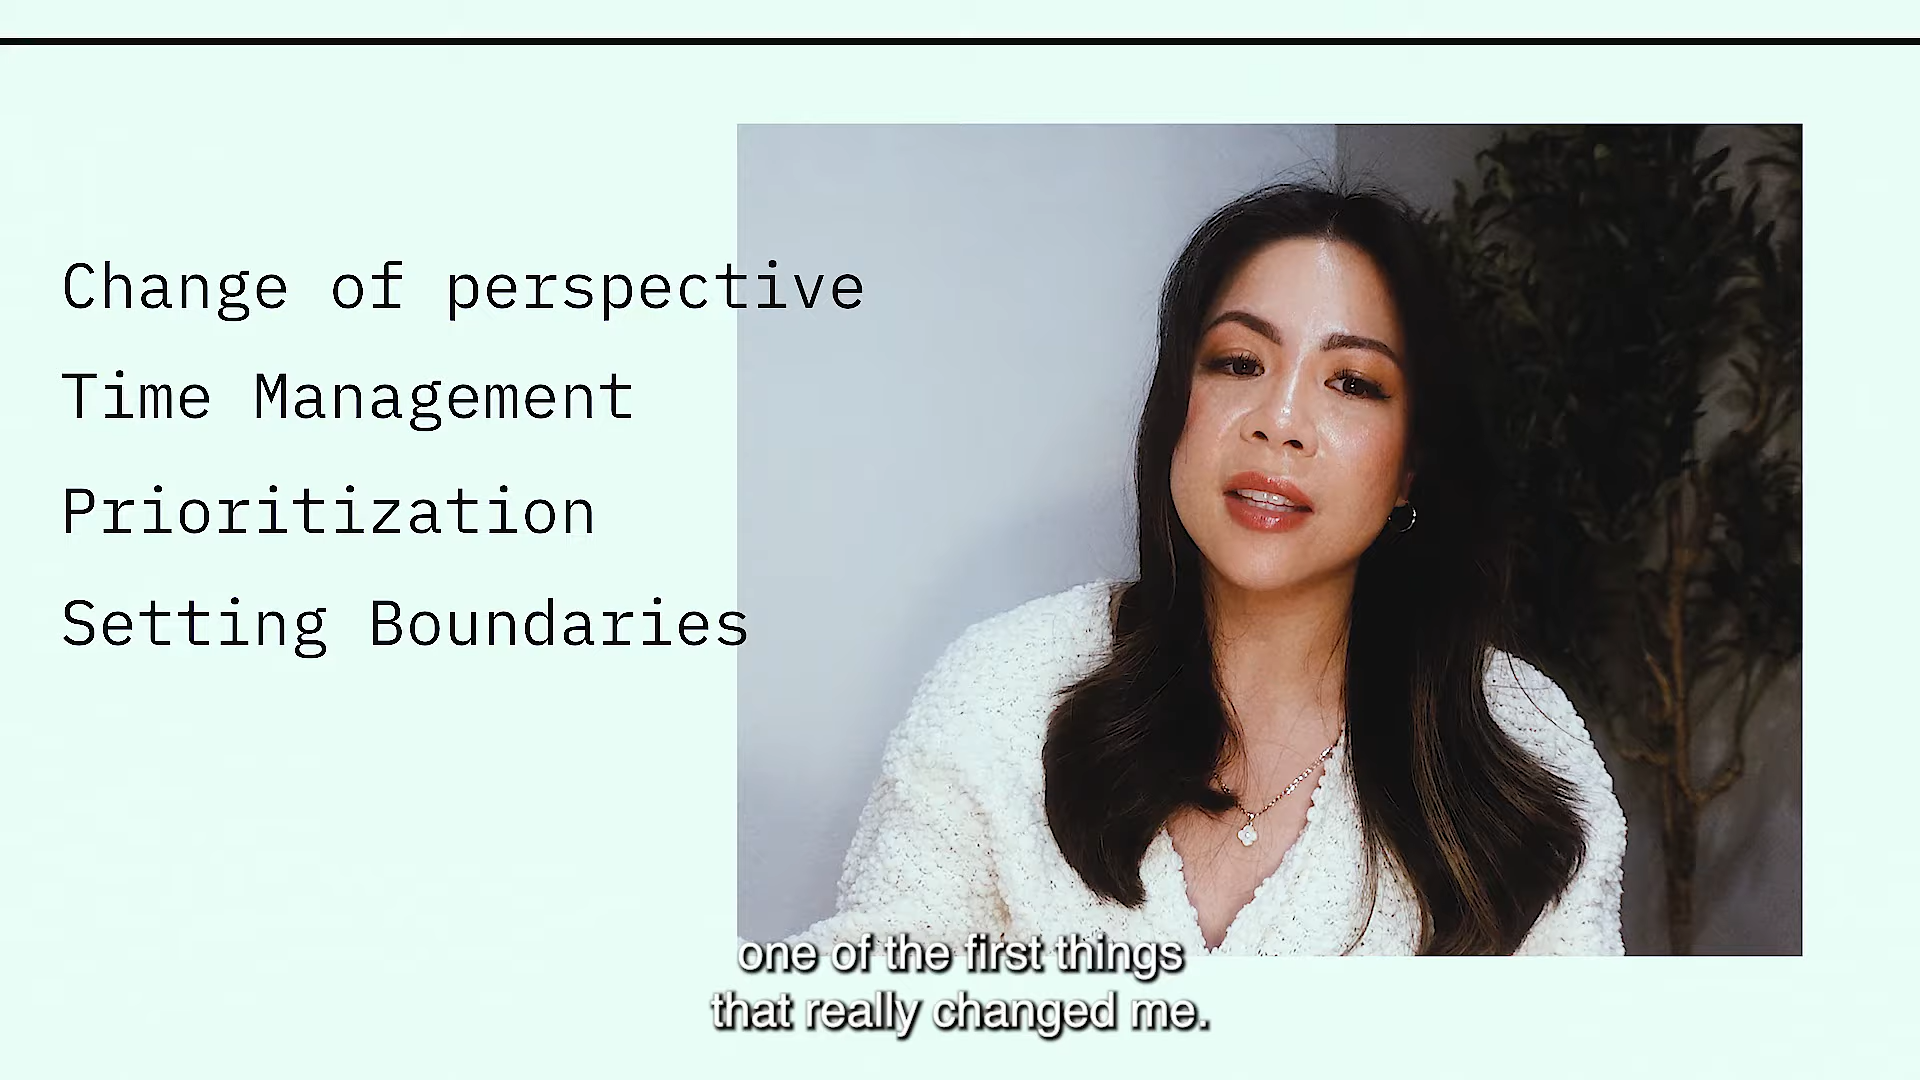 Change of perspective
Time Management
Prioritization
Setting Boundaries
one of the first things
that really changed me.